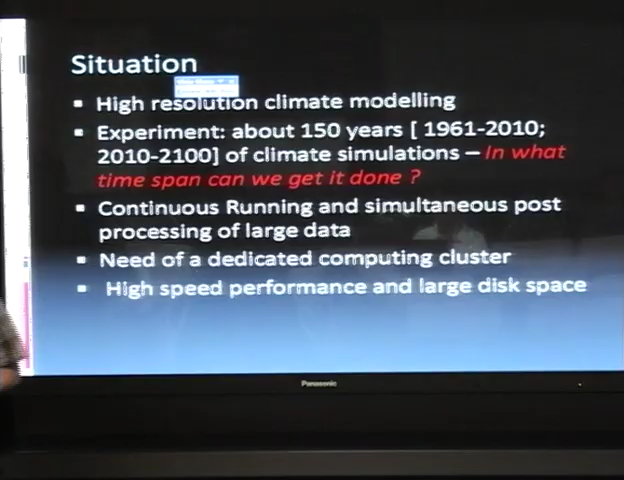 Situation
▪ High resolution climate modelling
▪ Experiment: about 150 years [ 1961-2010;
2010-2100] of climate simulations – In what
time span can we get it done ?
▪ Continuous Running and simultaneous post
processing of large data
▪ Need of a dedicated computing cluster
▪ High speed performance and large disk space
Panasonic